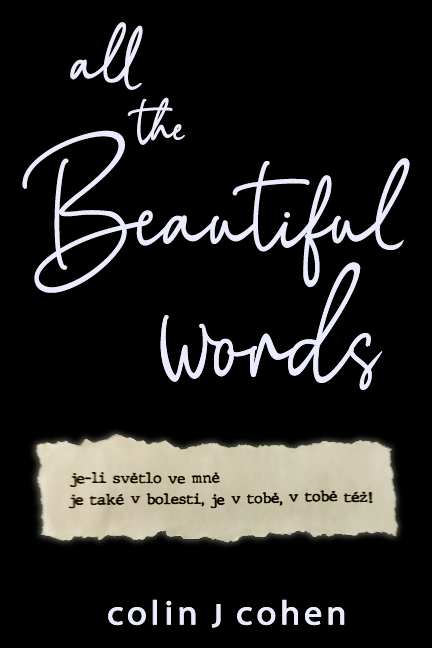 all
the
Beautiful
words
je-li světlo ve mně
je také v bolesti, je v tobě, v tobě též!
colin J cohen